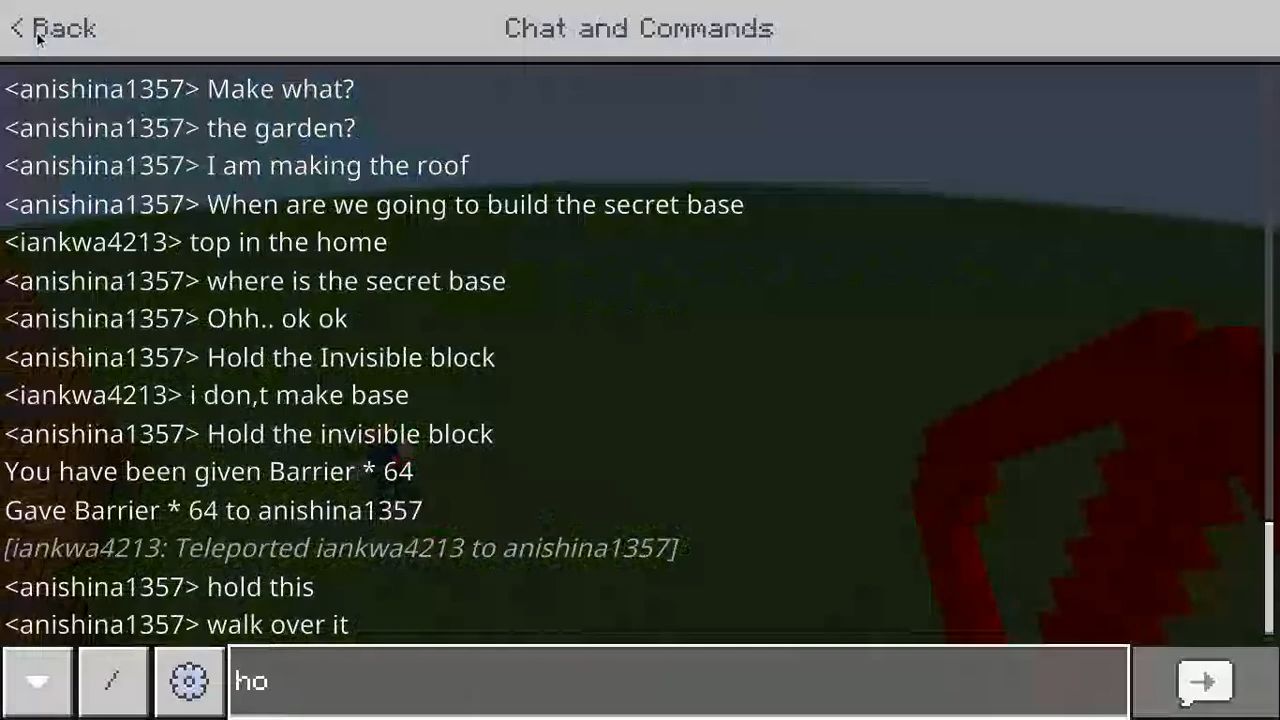 < Back
Chat and Commands
<anishina1357> Make what?
<anishina1357> the garden?
<anishina1357> I am making the roof
<anishina1357> When are we going to build the secret base
<iankwa4213> top in the home
<anishina1357> where is the secret base
<anishina1357> Ohh.. ok ok
<anishina1357> Hold the Invisible block
<iankwa4213> i don,t make base
<anishina1357> Hold the invisible block
You have been given Barrier * 64
Gave Barrier * 64 to anishina1357
[iankwa4213: Teleported iankwa4213 to anishina1357]
<anishina1357> hold this
<anishina1357> walk over it
/
ho